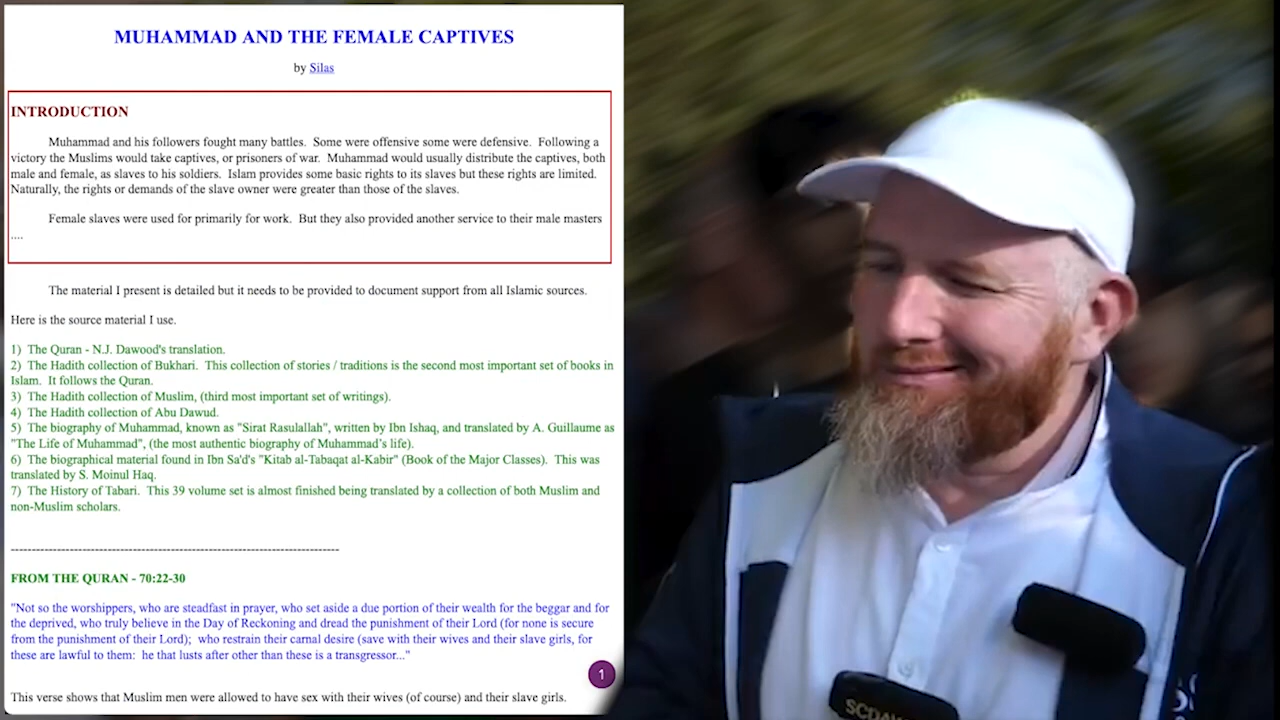 MUHAMMAD AND THE FEMALE CAPTIVES
by Silas
INTRODUCTION
Muhammad and his followers fought many battles. Some were offensive some were defensive. Following a
victory the Muslims would take captives, or prisoners of war. Muhammad would usually distribute the captives, both
male and female, as slaves to his soldiers. Islam provides some basic rights to its slaves but these rights are limited.
Naturally, the rights or demands of the slave owner were greater than those of the slaves.
Female slaves were used for primarily for work. But they also provided another service to their male masters
....
The material I present is detailed but it needs to be provided to document support from all Islamic sources.
Here is the source material I use.
1) The Quran - N.J. Dawood's translation.
2) The Hadith collection of Bukhari. This collection of stories / traditions is the second most important set of books in
Islam. It follows the Quran.
3) The Hadith collection of Muslim, (third most important set of writings).
4) The Hadith collection of Abu Dawud.
5) The biography of Muhammad, known as "Sirat Rasulallah", written by Ibn Ishaq, and translated by A. Guillaume as
"The Life of Muhammad", (the most authentic biography of Muhammad's life).
6) The biographical material found in Ibn Sa'd's "Kitab al-Tabaqat al-Kabir" (Book of the Major Classes). This was
translated by S. Moinul Haq.
7) The History of Tabari. This 39 volume set is almost finished being translated by a collection of both Muslim and
non-Muslim scholars.
-------------------------------------------------------------------------------
FROM THE QURAN - 70:22-30
"Not so the worshippers, who are steadfast in prayer, who set aside a due portion of their wealth for the beggar and for
the deprived, who truly believe in the Day of Reckoning and dread the punishment of their Lord (for none is secure
from the punishment of their Lord); who restrain their carnal desire (save with their wives and their slave girls, for
these are lawful to them: he that lusts after other than these is a transgressor..."
1
This verse shows that Muslim men were allowed to have sex with their wives (of course) and their slave girls.